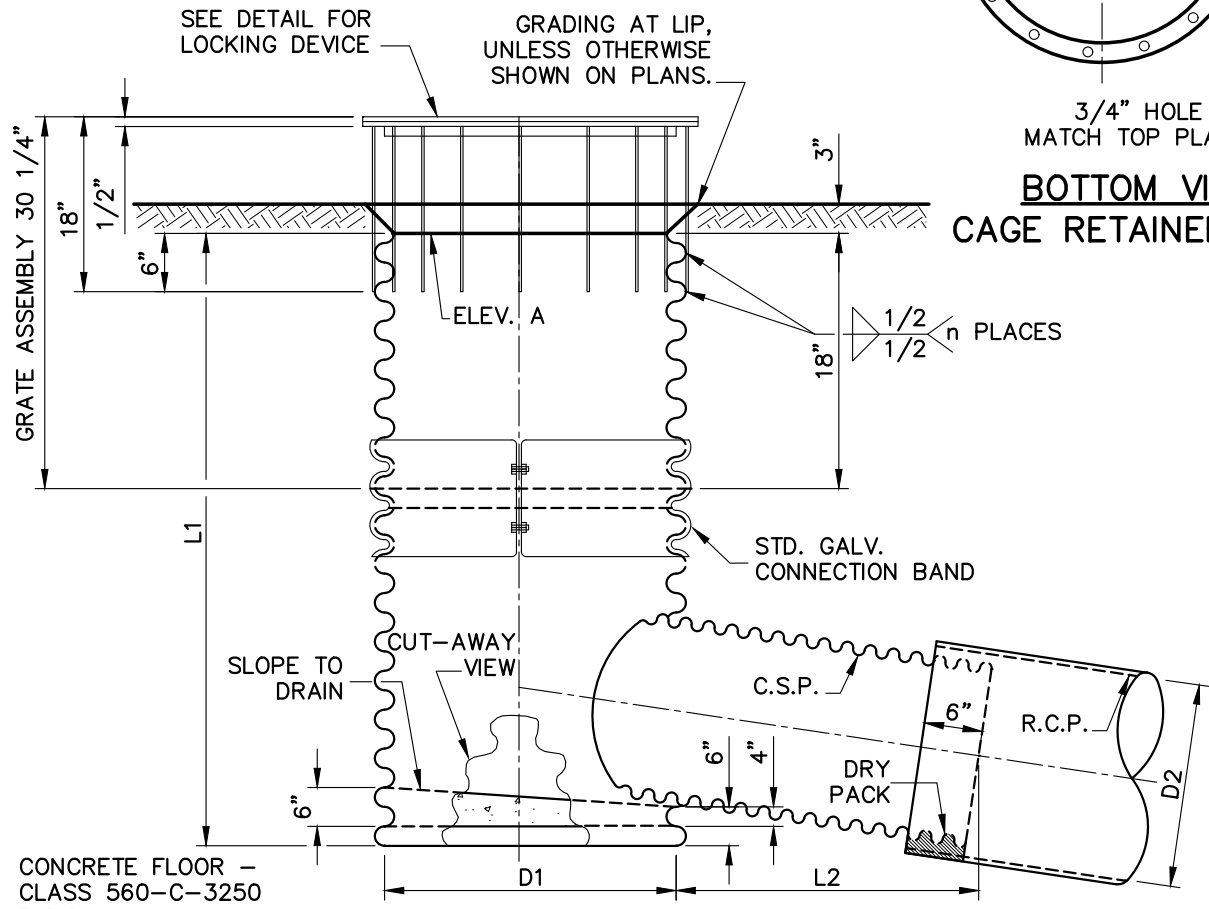 SEE DETAIL FOR
LOCKING DEVICE
GRADING AT LIP,
UNLESS OTHERWISE
SHOWN ON PLANS.
3/4" HOLE
MATCH TOP PLA
BOTTOM VI
CAGE RETAINE
GRATE ASSEMBLY 30 1/4"
18"
1/2"
6"
3"
ELEV. A
18"
1/2
1/2
n PLACES
L1
STD. GALV.
CONNECTION BAND
CUT-AWAY
VIEW
SLOPE TO
DRAIN
C.S.P.
6"
R.C.P.
6"
4"
DRY
PACK
D2
6"
CONCRETE FLOOR –
CLASS 560-C-3250
D1
L2